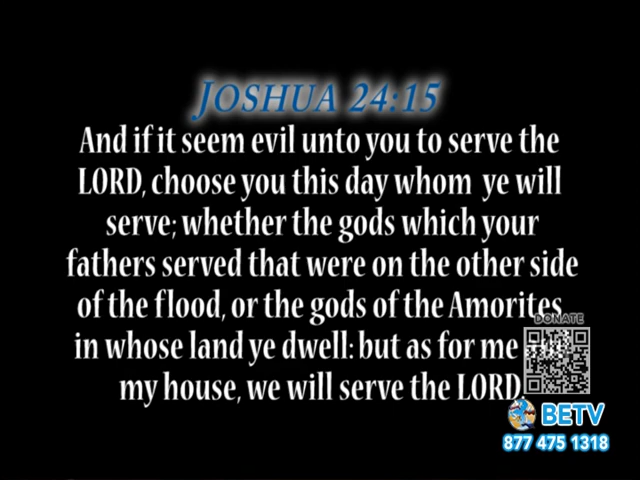 JOSHUA 24:15
And if it seem evil unto you to serve the
LORD, choose you this day whom ye will
serve; whether the gods which your
fathers served that were on the other side
of the flood, or the gods of the Amorites
in whose land ye dwell: but as for me
my house, we will serve the LORD
DONATE
BETV
877 475 1318